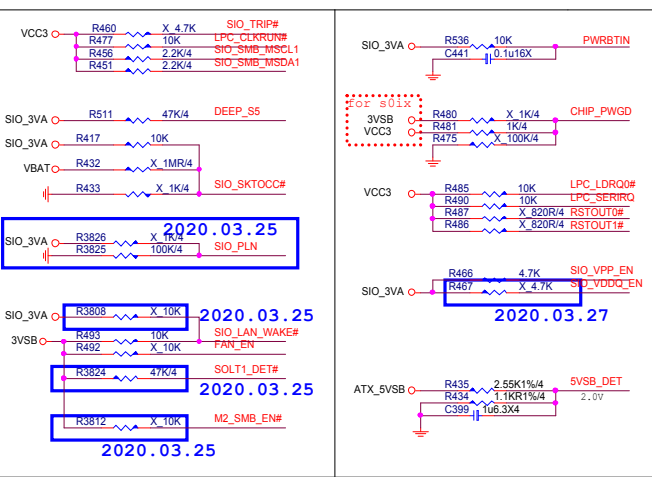 VCC3 R460 X_4.7K SIO_TRIP#
R477 10K LPC_CLKRUN#
R456 2.2K/4 SIO_SMB_MSCL1
R451 2.2K/4 SIO_SMB_MSDA1
SIO_3VA R511 47K/4 DEEP_S5
SIO_3VA R417 10K
VBAT R432 X_1MR/4
R433 X_1K/4 SIO_SKTOCC#
2020.03.25
SIO_3VA R3826 X_1K/4
R3825 100K/4 SIO_PLN
SIO_3VA R3808 X_10K 2020.03.25
3VSB R493 10K SIO_LAN_WAKE#
R492 X_10K FAN_EN
R3824 47K/4 SOLT1_DET#
2020.03.25
R3812 X_10K M2_SMB_EN#
2020.03.25
SIO_3VA R536 10K PWRBTIN
C441 0.1u16X
for s0ix
3VSB R480 X_1K/4 CHIP_PWGD
VCC3 R481 1K/4
R475 X_100K/4
VCC3 R485 10K LPC_LDRQ0#
R490 10K LPC_SERIRQ
R487 X_820R/4 RSTOUT0#
R486 X_820R/4 RSTOUT1#
R466 4.7K SIO_VPP_EN
SIO_3VA R467 X_4.7K SIO_VDDQ_EN
2020.03.27
ATX_5VSB R435 2.55K1%/4 5VSB_DET
R434 1.1KR1%/4 2.0V
C399 1u6.3X4